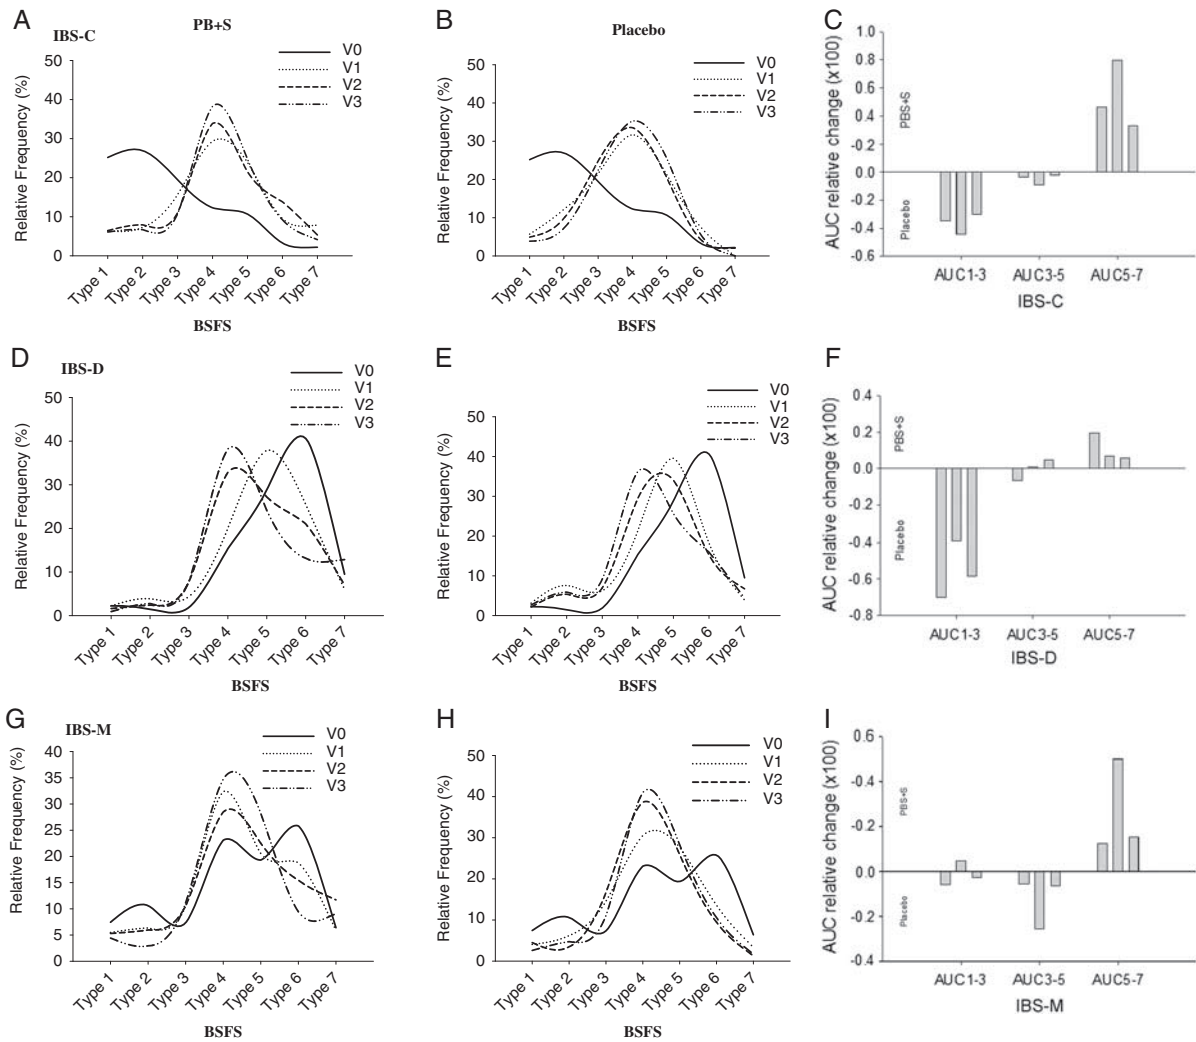 A
IBS-C
PB+S
V0
V1
V2
V3
Relative Frequency (%)
50
40
30
20
10
0
Type 1
Type 2
Type 3
Type 4
Type 5
Type 6
Type 7
BSFS
B
Placebo
V0
V1
V2
V3
Relative Frequency (%)
50
40
30
20
10
0
Type 1
Type 2
Type 3
Type 4
Type 5
Type 6
Type 7
BSFS
C
AUC relative change (x100)
PBS+S
Placebo
1.0
0.8
0.6
0.4
0.2
0.0
-0.2
-0.4
-0.6
AUC1-3
AUC3-5
AUC5-7
IBS-C
D
IBS-D
V0
V1
V2
V3
Relative Frequency (%)
50
40
30
20
10
0
Type 1
Type 2
Type 3
Type 4
Type 5
Type 6
Type 7
BSFS
E
V0
V1
V2
V3
Relative Frequency (%)
50
40
30
20
10
0
Type 1
Type 2
Type 3
Type 4
Type 5
Type 6
Type 7
BSFS
F
AUC relative change (x100)
PBS+S
Placebo
0.4
0.2
0.0
-0.2
-0.4
-0.6
-0.8
AUC1-3
AUC3-5
AUC5-7
IBS-D
G
IBS-M
V0
V1
V2
V3
Relative Frequency (%)
40
35
30
25
20
15
10
5
0
Type 1
Type 2
Type 3
Type 4
Type 5
Type 6
Type 7
BSFS
H
V0
V1
V2
V3
Relative Frequency (%)
50
40
30
20
10
0
Type 1
Type 2
Type 3
Type 4
Type 5
Type 6
Type 7
BSFS
I
AUC relative change (x100)
PBS+S
Placebo
0.6
-0.4
-0.2
0.0
-0.2
-0.4
AUC1-3
AUC3-5
AUC5-7
IBS-M